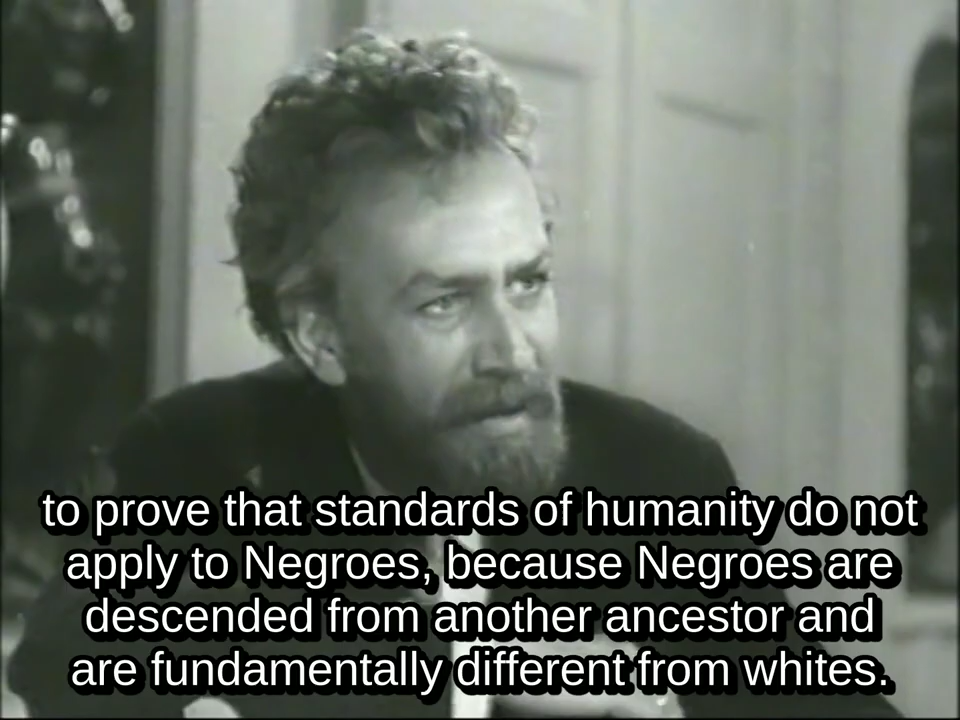 to prove that standards of humanity do not
apply to Negroes, because Negroes are
descended from another ancestor and
are fundamentally different from whites.